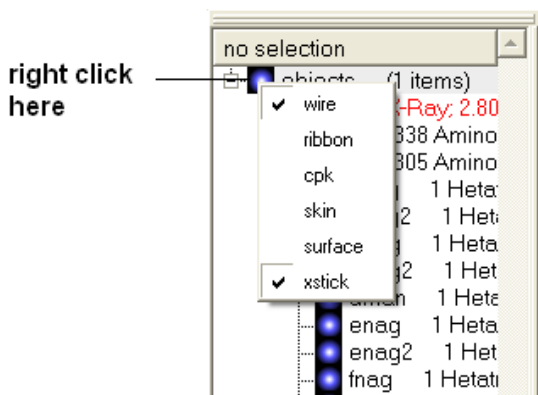 no selection
right click
here
objects (1 items)
wire
-Ray; 2.80
ribbon
338 Amino
cpk
305 Amino
1 Heta
skin
2 1 Het
surface
1 Heta
2 1 Het
xstick
1 Heta
enag 1 Heta
enag2 1 Het
fnag 1 Hetat